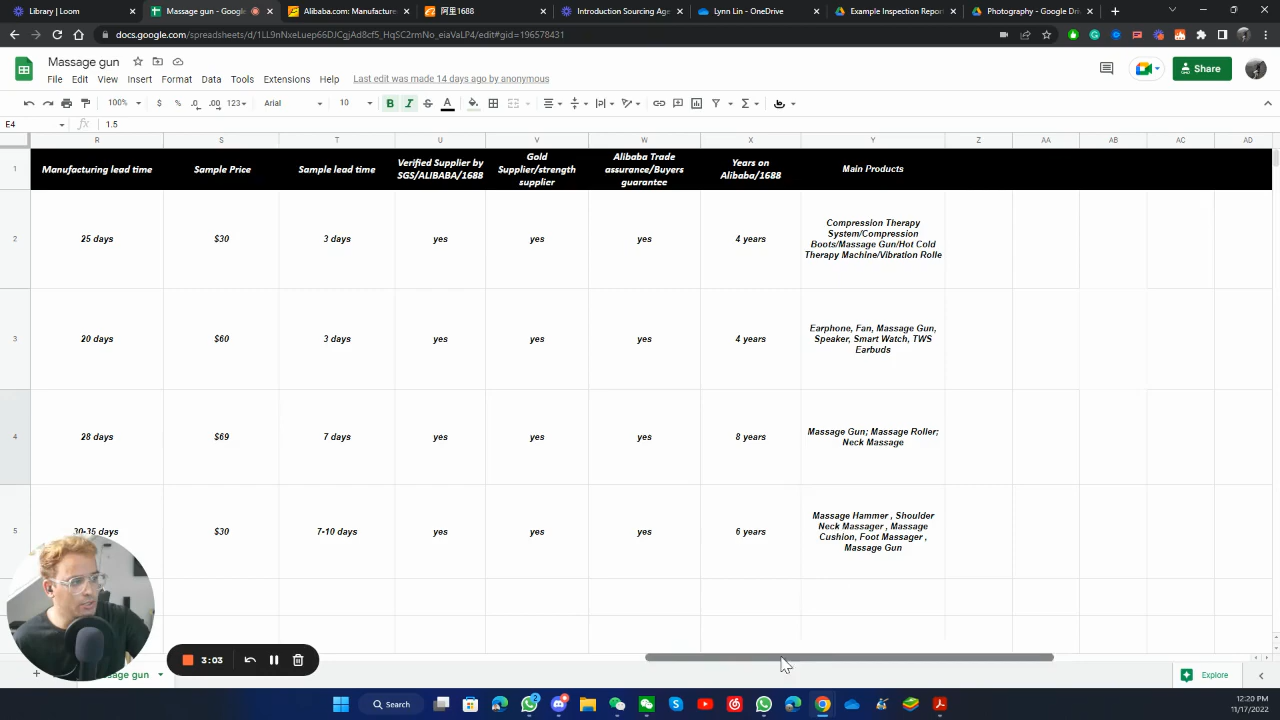 Library | Loom
Massage gun - Google
Alibaba.com: Manufacture
阿里1688
Introduction Sourcing Age
Lynn Lin - OneDrive
Example Inspection Repor
Photography - Google Dri
docs.google.com/spreadsheets/d/1LL9nNxeLuep66DJCgjAd8cf5_HqSC2rmNo_eiaVaLP4/edit#gid=196578431
Massage gun
File Edit View Insert Format Data Tools Extensions Help Last edit was made 14 days ago by anonymous
Share
100% $ % .0 .00 123 Arial 10 B I S A
E4 fx 1.5
R S T U V W X Y Z AA AB AC AD
1
Manufacturing lead time
Sample Price
Sample lead time
Verified Supplier by
SGS/ALIBABA/1688
Gold
Supplier/strength
supplier
Alibaba Trade
assurance/Buyers
guarantee
Years on
Alibaba/1688
Main Products
2
25 days
$30
3 days
yes
yes
yes
4 years
Compression Therapy
System/Compression
Boots/Massage Gun/Hot Cold
Therapy Machine/Vibration Rolle
3
20 days
$60
3 days
yes
yes
yes
4 years
Earphone, Fan, Massage Gun,
Speaker, Smart Watch, TWS
Earbuds
4
28 days
$69
7 days
yes
yes
yes
8 years
Massage Gun; Massage Roller;
Neck Massage
5
30-35 days
$30
7-10 days
yes
yes
yes
6 years
Massage Hammer , Shoulder
Neck Massager , Massage
Cushion, Foot Massager ,
Massage Gun
3:03
gun
Explore
Search
2
12:20 PM
11/17/2022